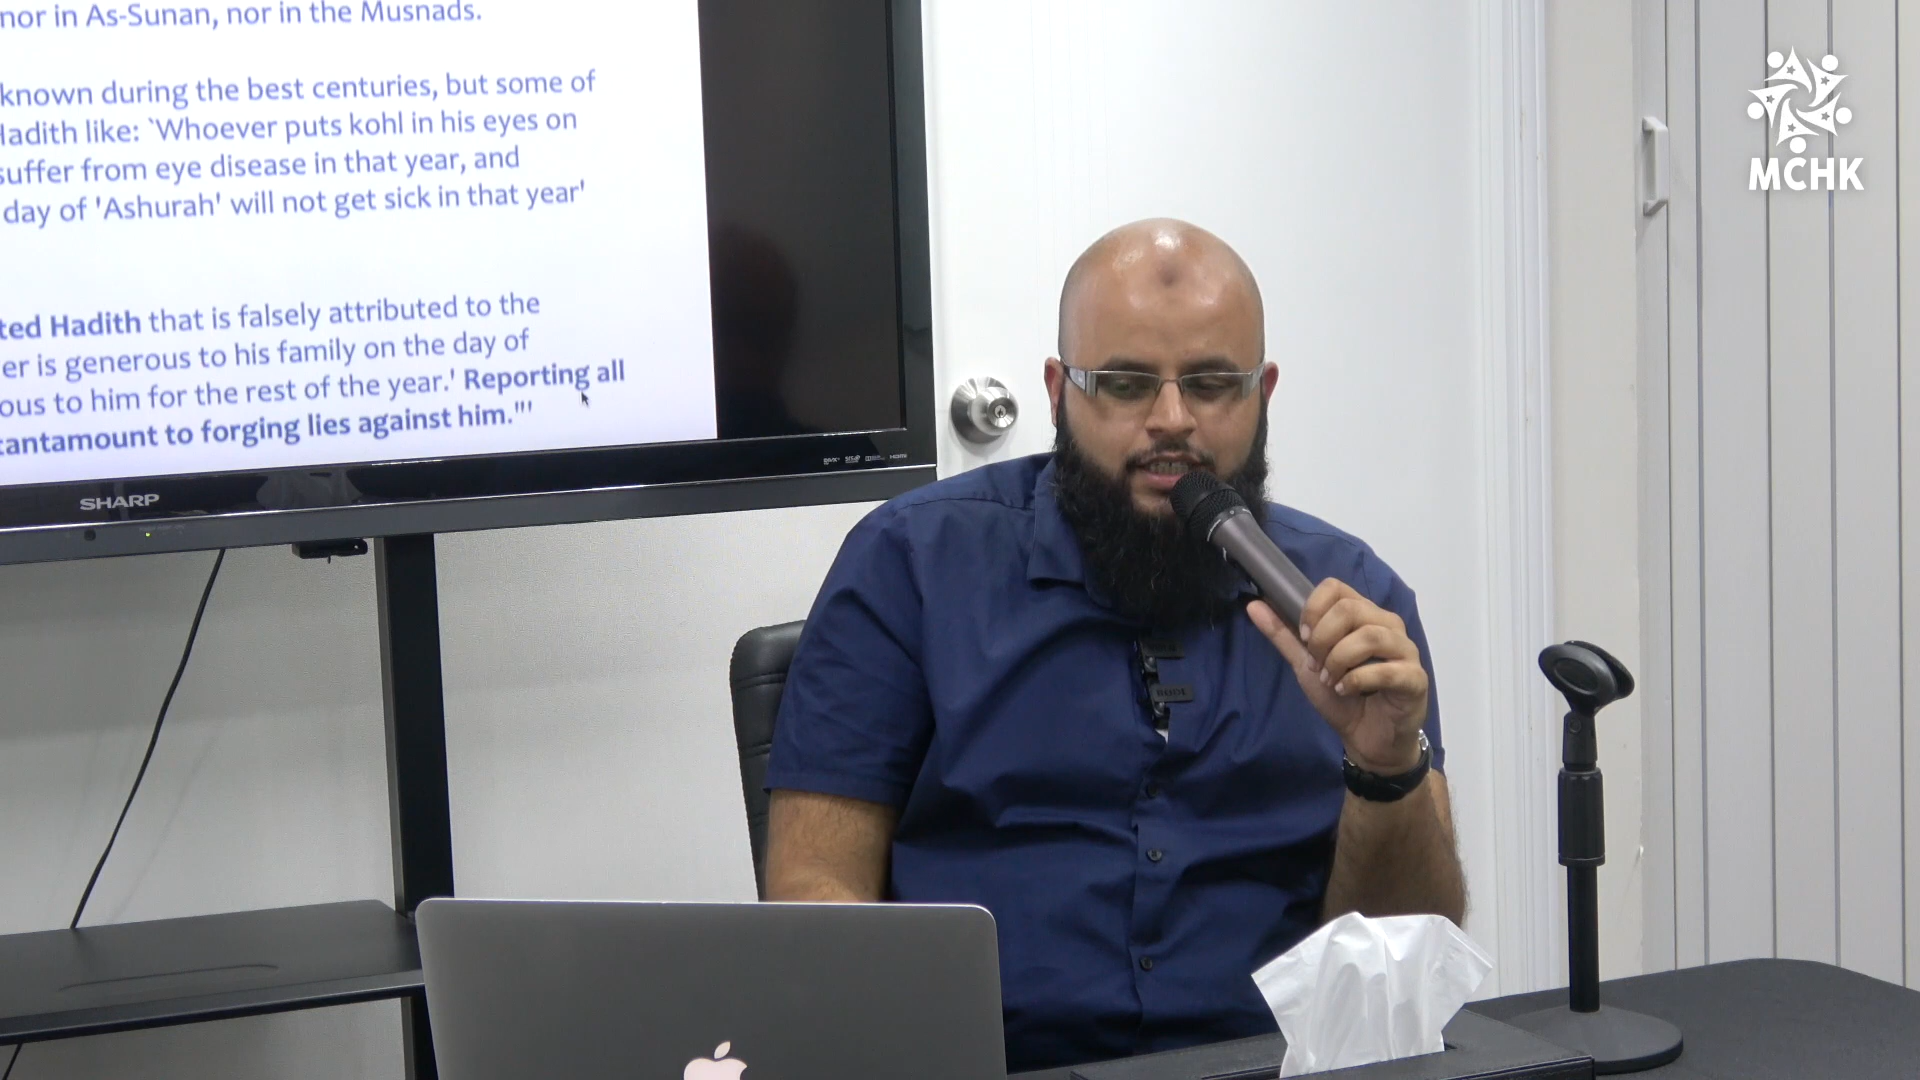 nor in As-Sunan, nor in the Musnads.
known during the best centuries, but some of
Hadith like: `Whoever puts kohl in his eyes on
suffer from eye disease in that year, and
day of 'Ashurah' will not get sick in that year'
ted Hadith that is falsely attributed to the
er is generous to his family on the day of
ous to him for the rest of the year.' Reporting all
tantamount to forging lies against him."'
SHARP
HDMI
RODE
MCHK